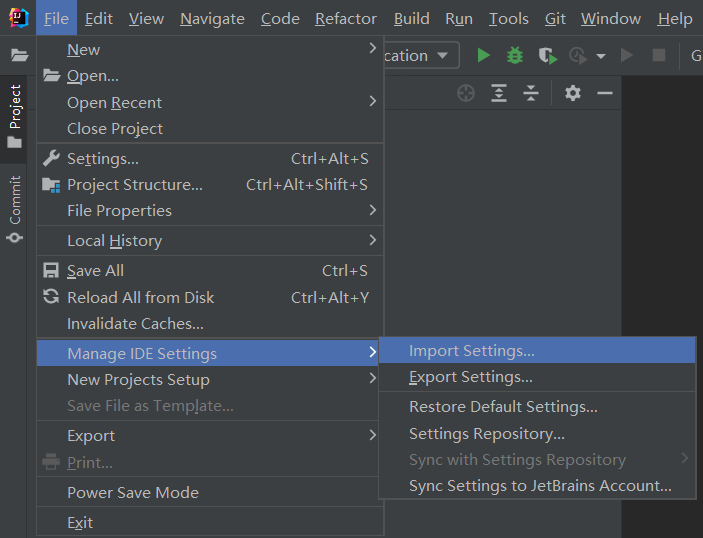 File Edit View Navigate Code Refactor Build Run Tools Git Window Help
cation
G
Project
Commit
New
Open...
Open Recent
Close Project
Settings... Ctrl+Alt+S
Project Structure... Ctrl+Alt+Shift+S
File Properties
Local History
Save All Ctrl+S
Reload All from Disk Ctrl+Alt+Y
Invalidate Caches...
Manage IDE Settings
New Projects Setup
Save File as Template...
Export
Print...
Power Save Mode
Exit
Import Settings...
Export Settings...
Restore Default Settings...
Settings Repository...
Sync with Settings Repository
Sync Settings to JetBrains Account...